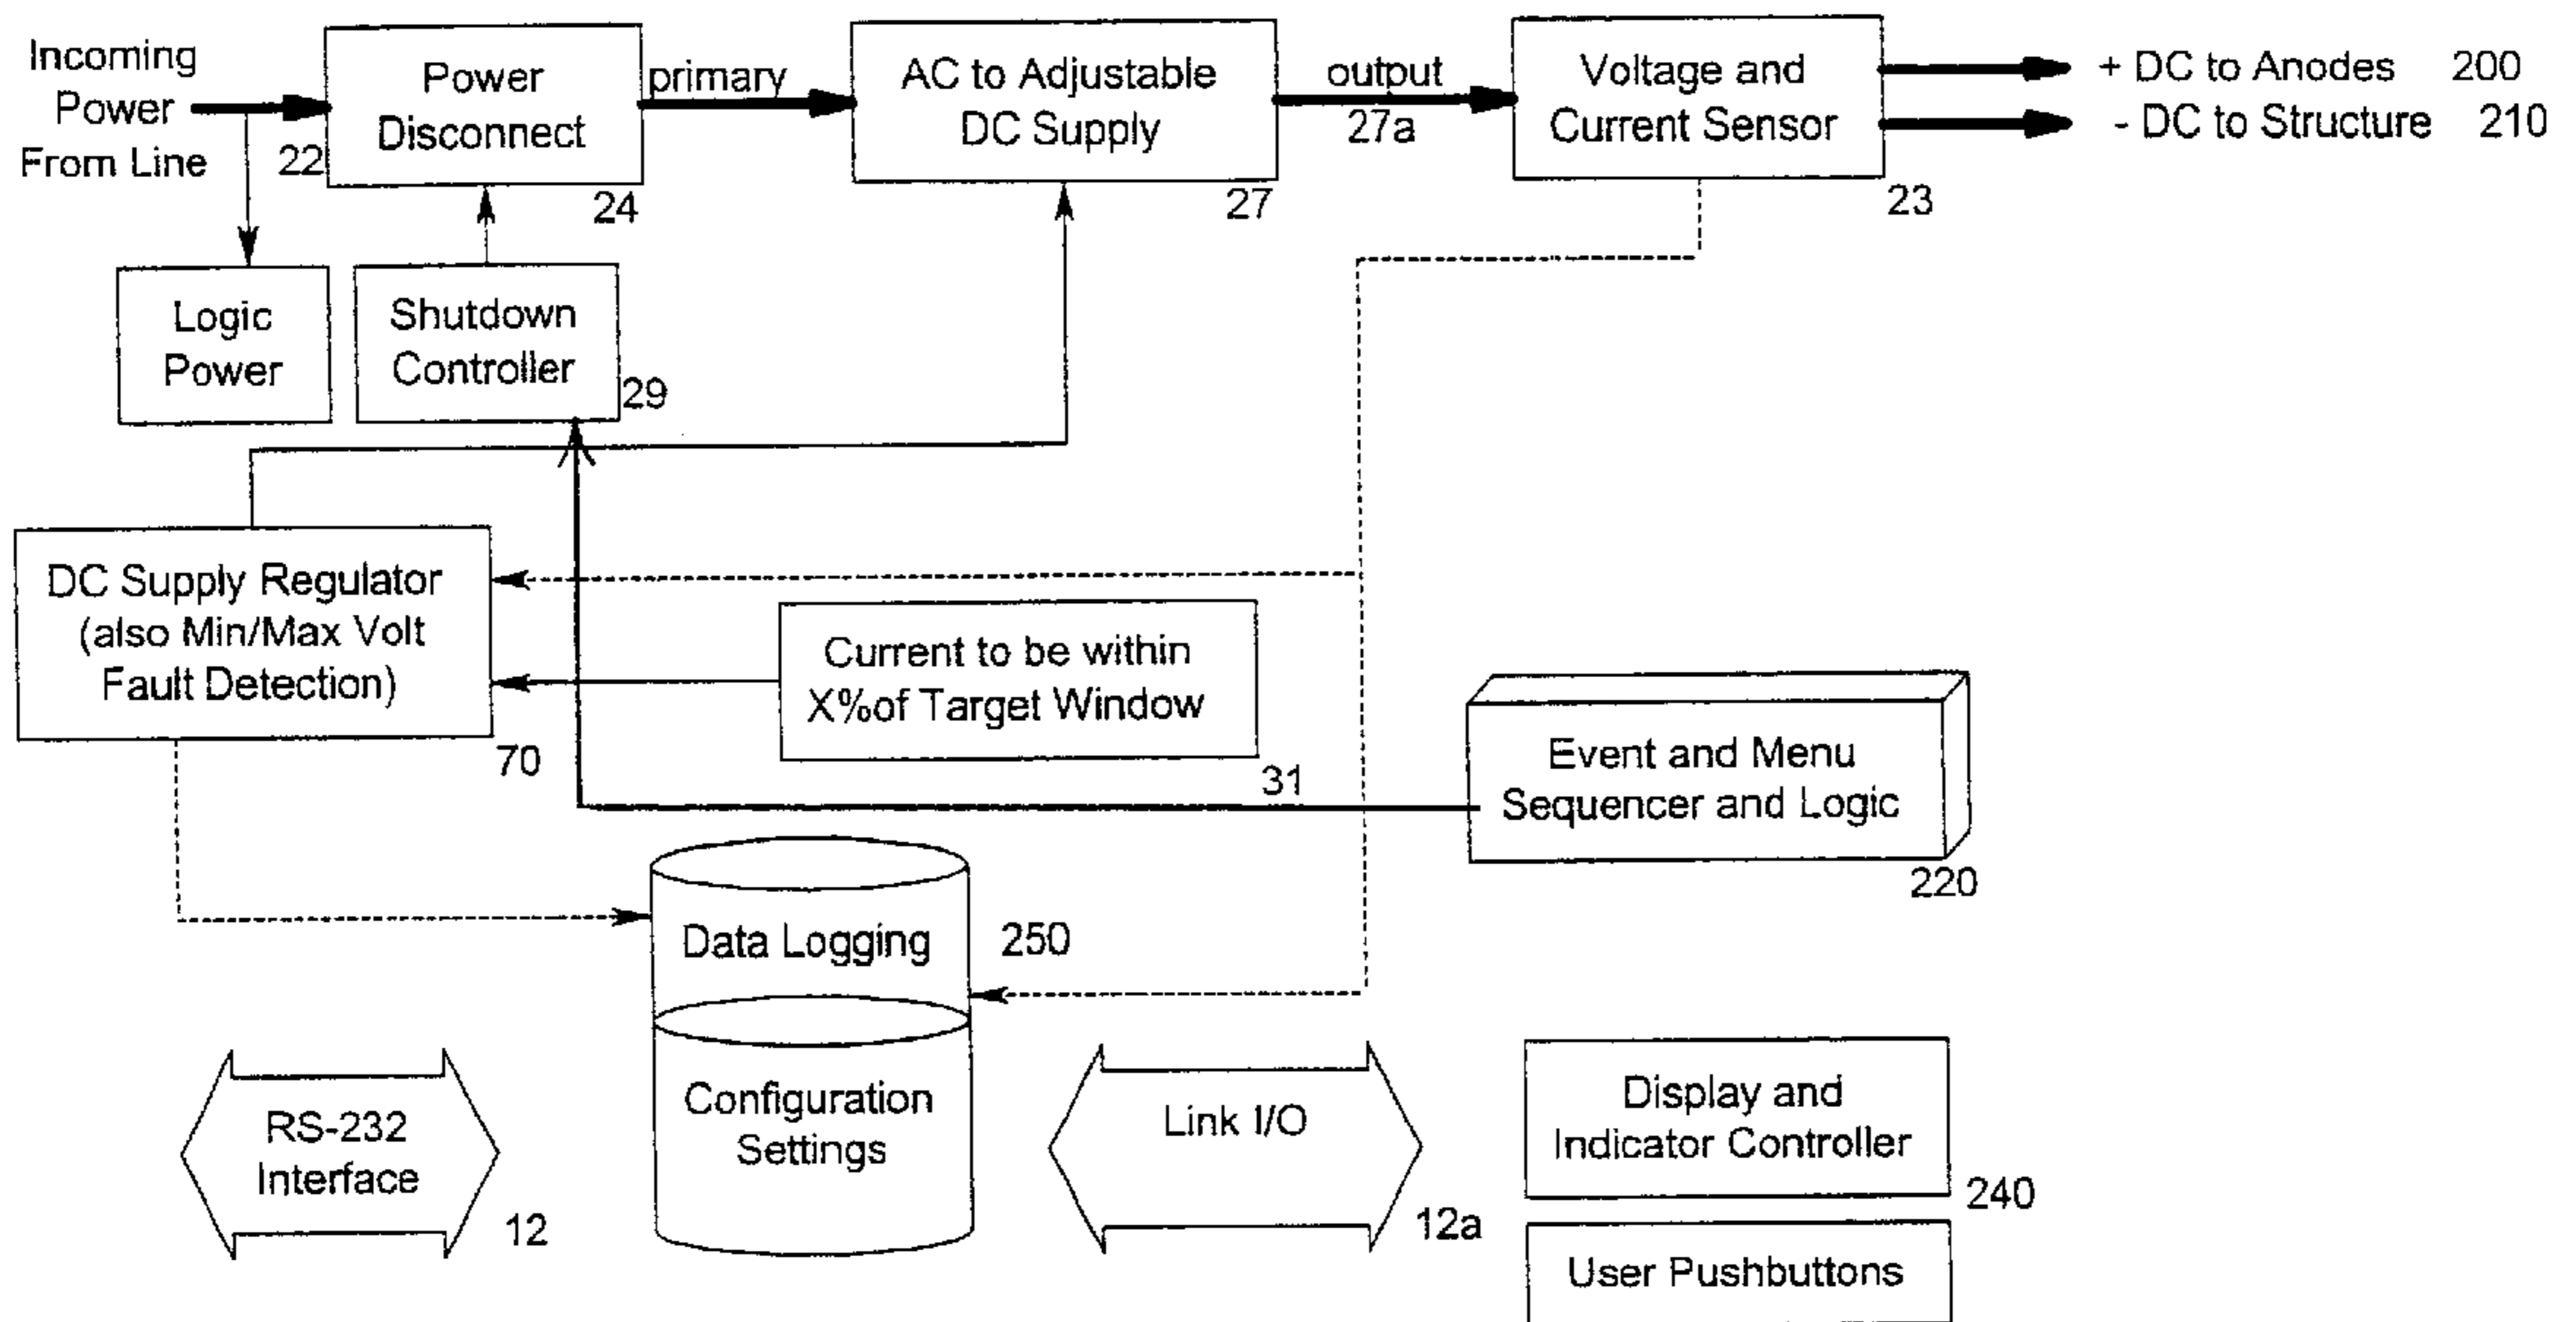 Incoming
Power
From Line
22
Power
Disconnect
24
primary
AC to Adjustable
DC Supply
27
output
27a
Voltage and
Current Sensor
23
+ DC to Anodes 200
- DC to Structure 210
Logic
Power
Shutdown
Controller
29
DC Supply Regulator
(also Min/Max Volt
Fault Detection)
70
Current to be within
X%of Target Window
31
Event and Menu
Sequencer and Logic
220
Data Logging
250
Configuration
Settings
RS-232
Interface
12
Link I/O
12a
Display and
Indicator Controller
240
User Pushbuttons